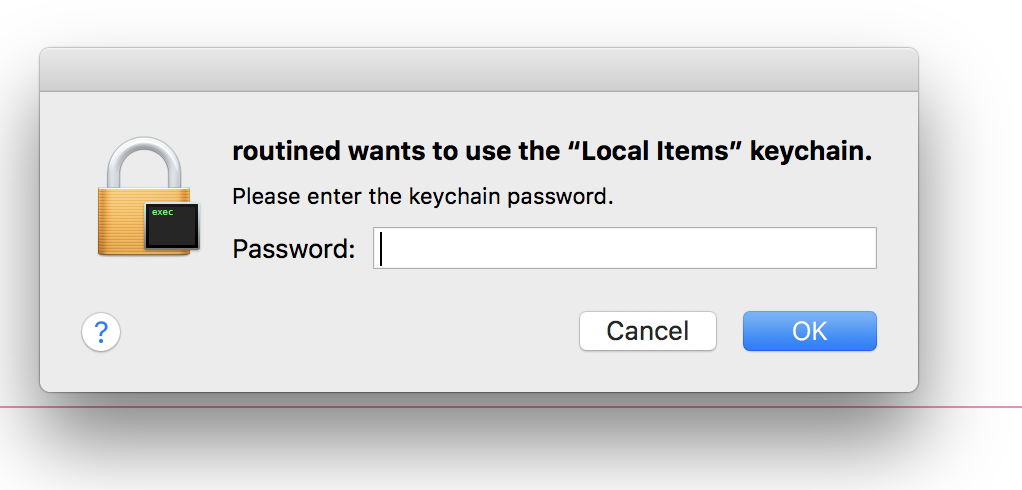 routined wants to use the “Local Items” keychain.
exec
Please enter the keychain password.
Password:
?
Cancel
OK